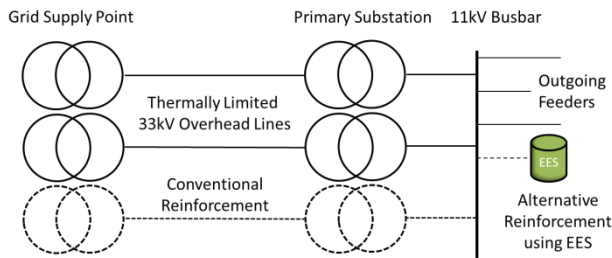 Grid Supply Point
Primary Substation
11kV Busbar
Thermally Limited
33kV Overhead Lines
Outgoing
Feeders
EES
Conventional
Reinforcement
Alternative
Reinforcement
using EES